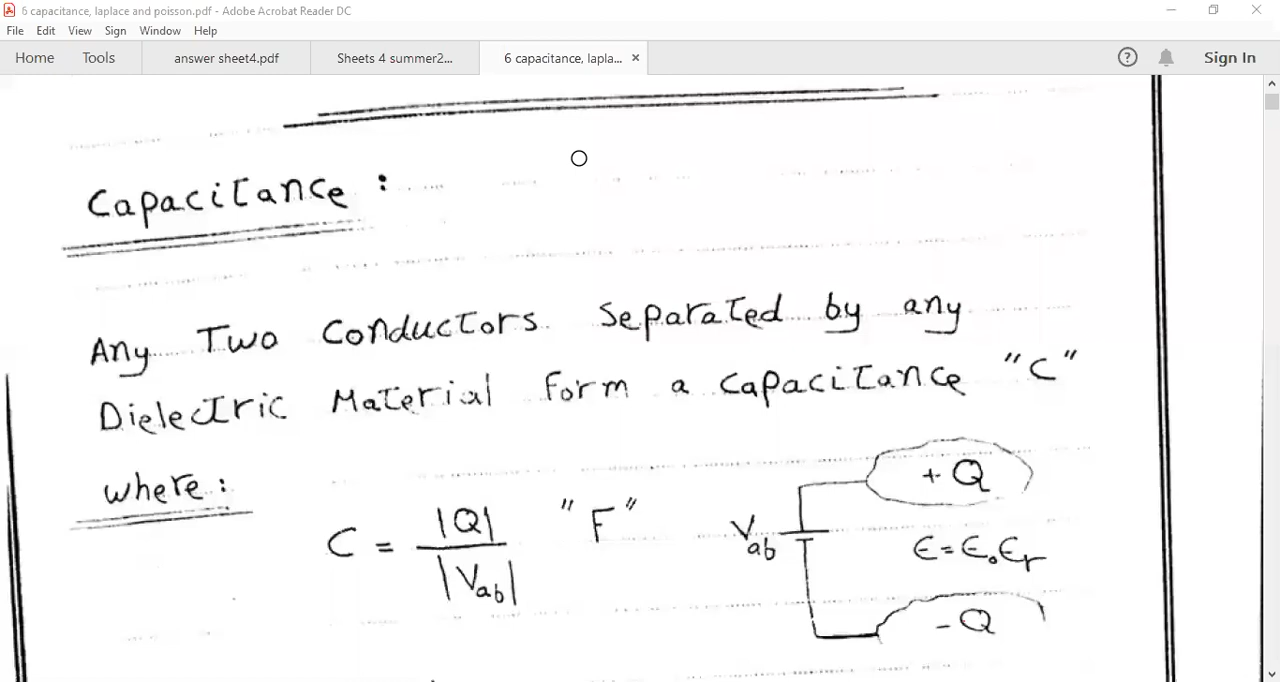 6 capacitance, laplace and poisson.pdf - Adobe Acrobat Reader DC
File Edit View Sign Window Help
Home Tools answer sheet4.pdf Sheets 4 summr2... 6 capacitance, lapla... × ? Sign In
Capacitance :
Any Two Conductors Separated by any
Dielectric Material Form a Capacitance "C"
where :
C = |Q| / |Vab| "F"
+ Q
Vab
ϵ = ϵ₀ϵr
- Q